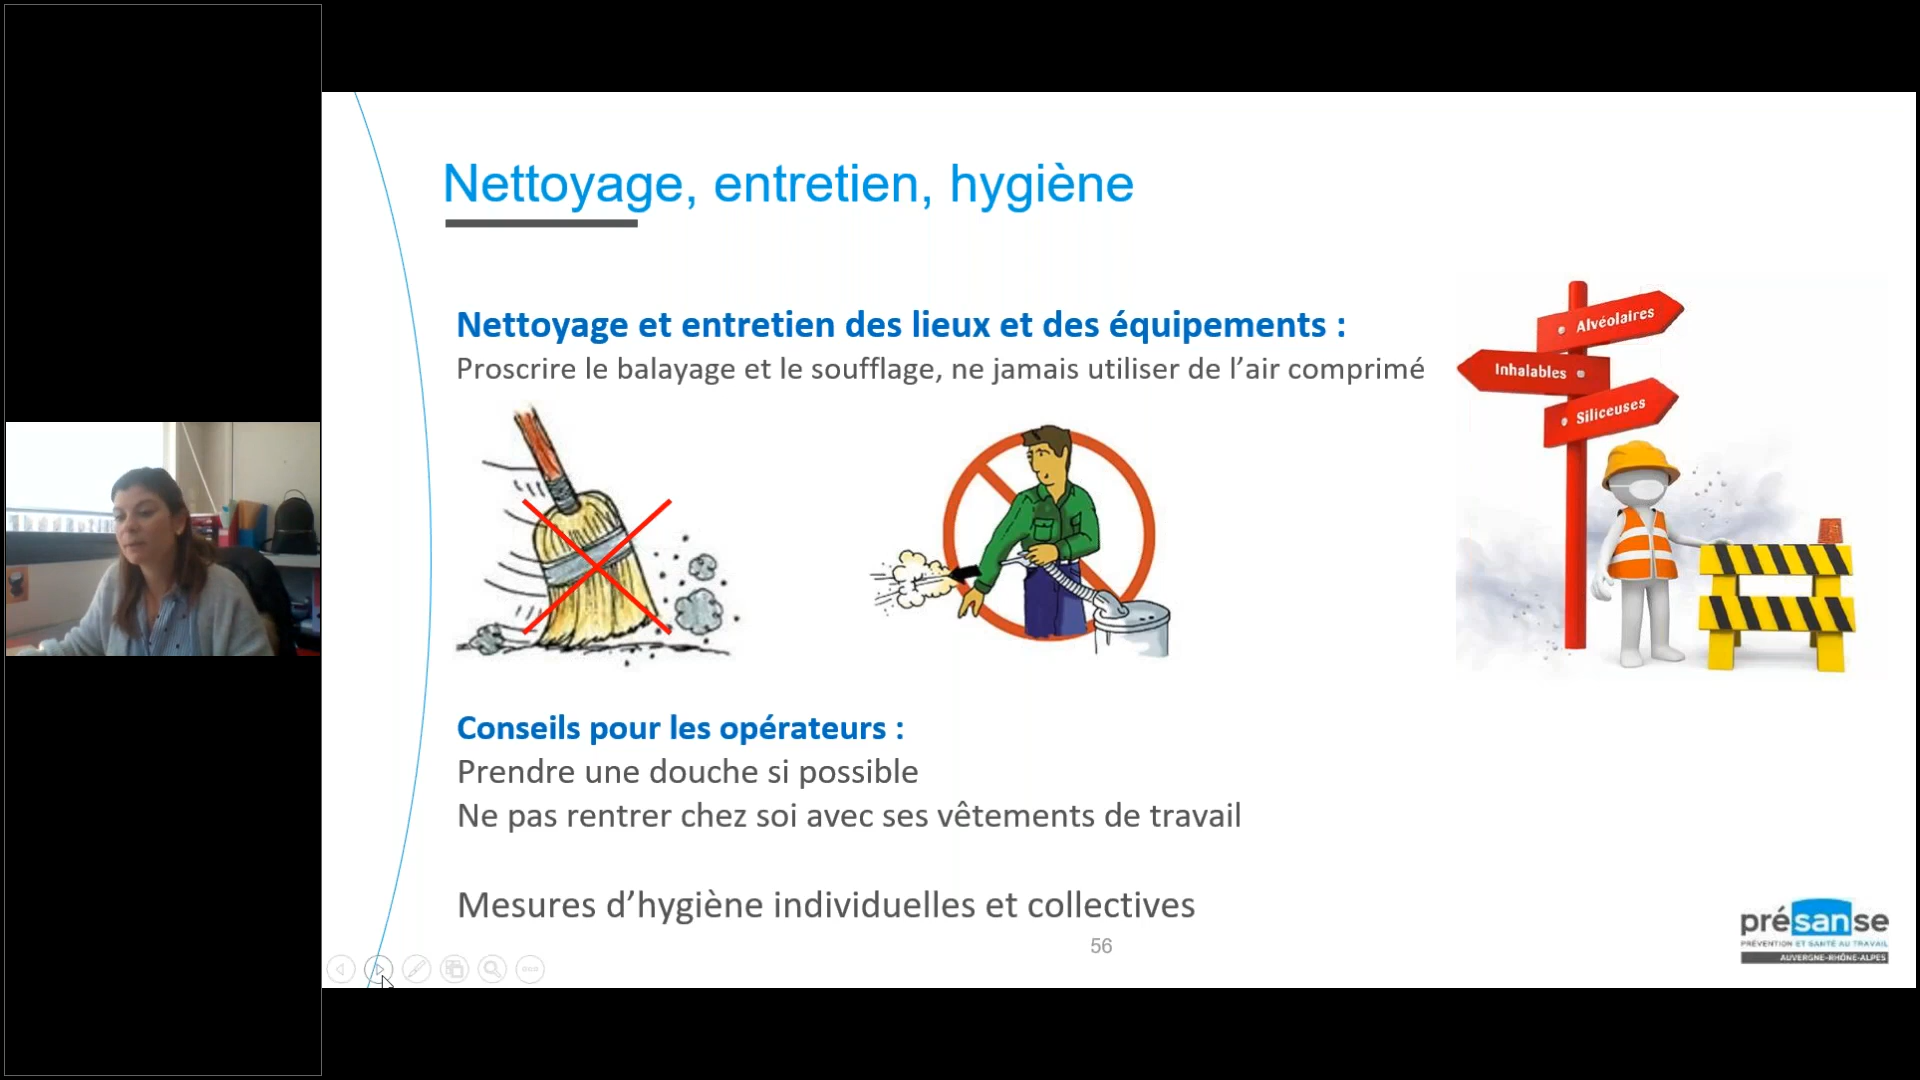 Nettoyage, entretien, hygiène
Nettoyage et entretien des lieux et des équipements :
Proscrire le balayage et le soufflage, ne jamais utiliser de l’air comprimé
Alvéolaires
Inhalables
Siliceuses
Conseils pour les opérateurs :
Prendre une douche si possible
Ne pas rentrer chez soi avec ses vêtements de travail
Mesures d’hygiène individuelles et collectives
56
présanse
PRÉVENTION ET SANTÉ AU TRAVAIL
AUVERGNE-RHÔNE-ALPES